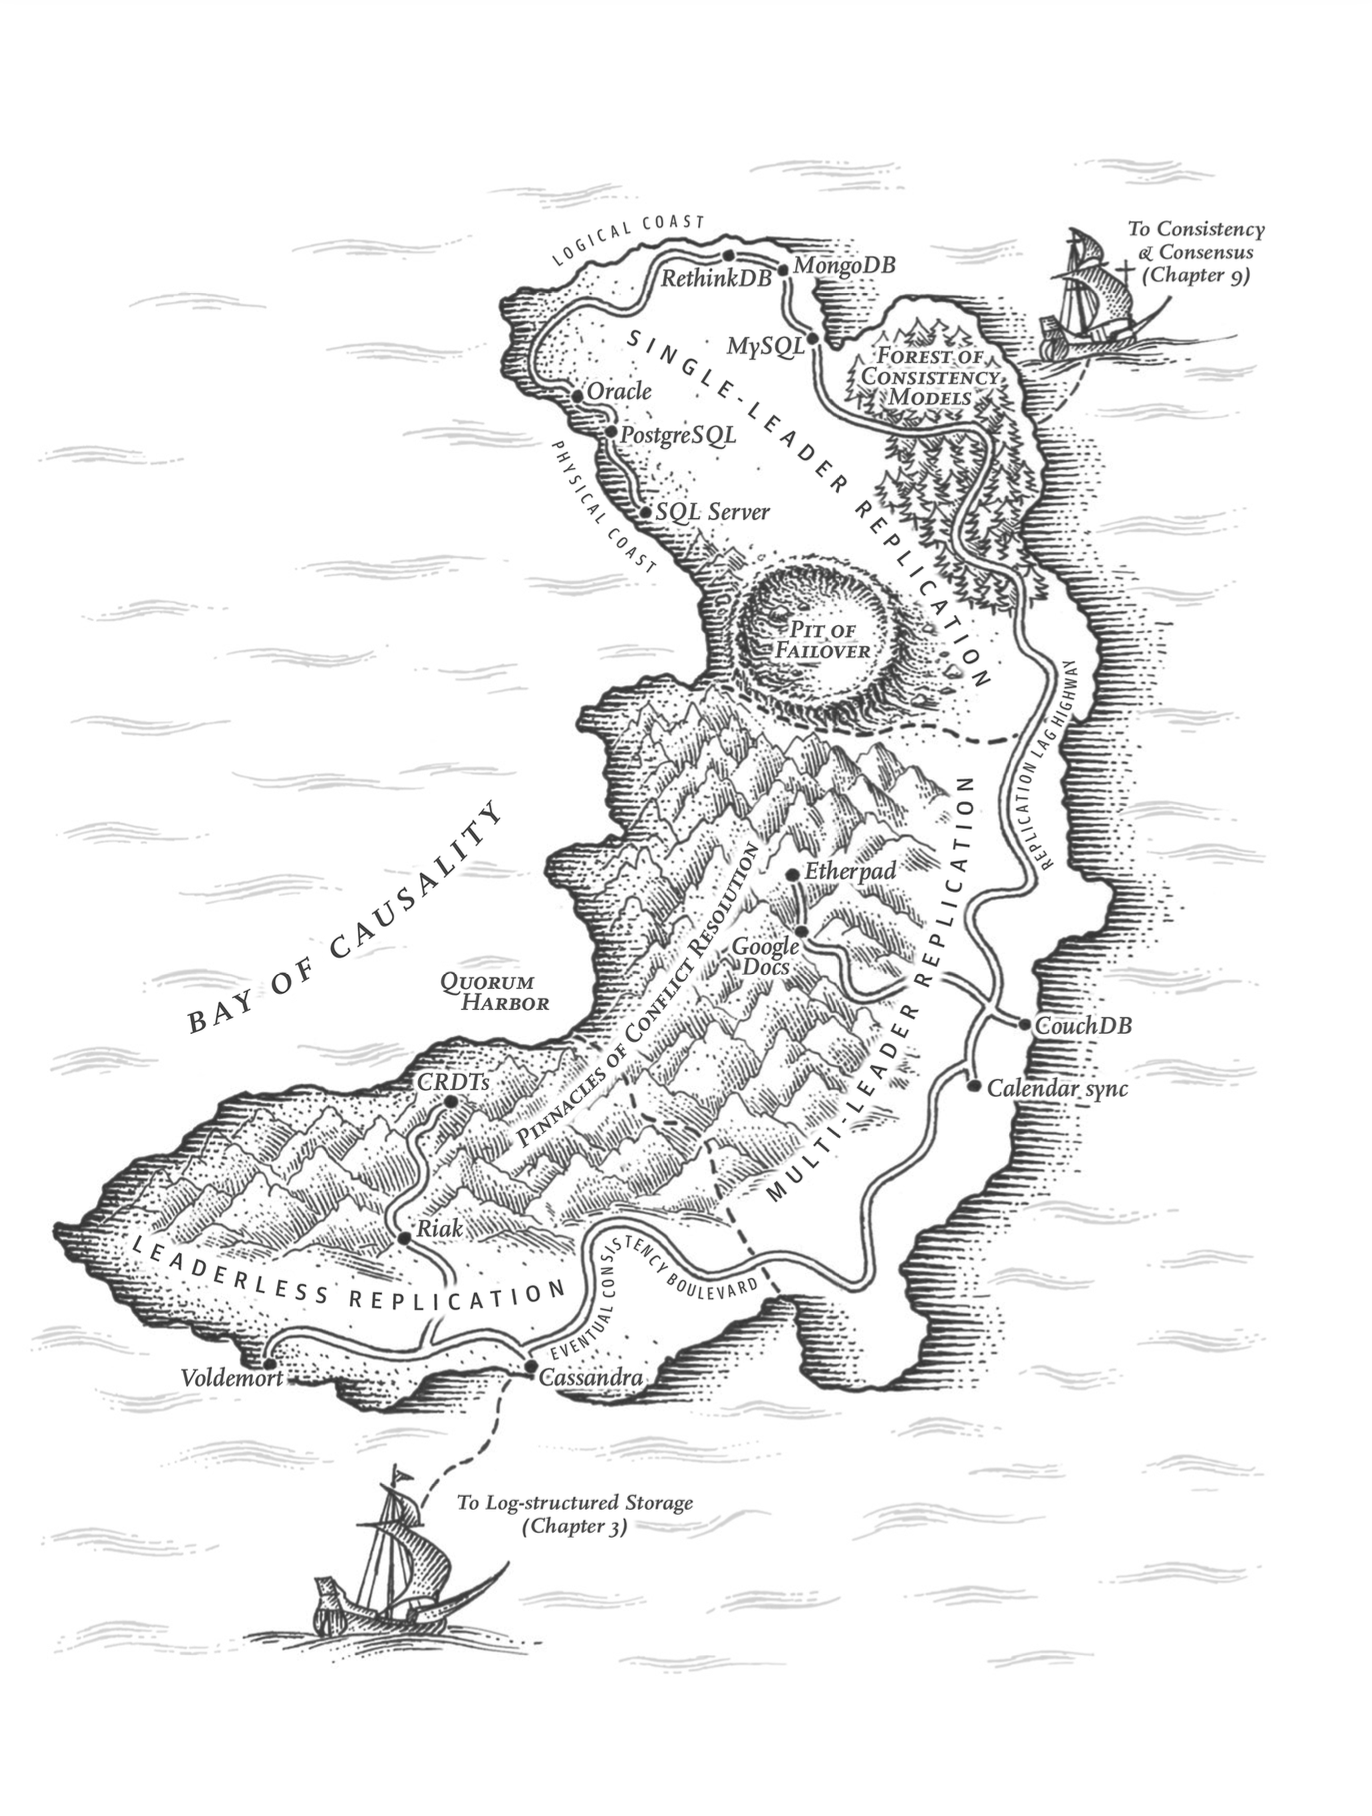 LOGICAL COAST
To Consistency
& Consensus
(Chapter 9)
RethinkDB
MongoDB
MySQL
SINGLE-LEADER REPLICATION
FOREST OF
CONSISTENCY
MODELS
Oracle
PostgreSQL
PHYSICAL COAST
SQL Server
PIT OF
FAILOVER
REPLICATION LAG HIGHWAY
BAY OF CAUSALITY
Etherpad
Google
Docs
PINNACLES OF CONFLICT RESOLUTION
MULTI-LEADER REPLICATION
QUORUM
HARBOR
CouchDB
CRDTs
Calendar sync
Riak
LEADERLESS REPLICATION
EVENTUAL CONSISTENCY BOULEVARD
Voldemort
Cassandra
To Log-structured Storage
(Chapter 3)